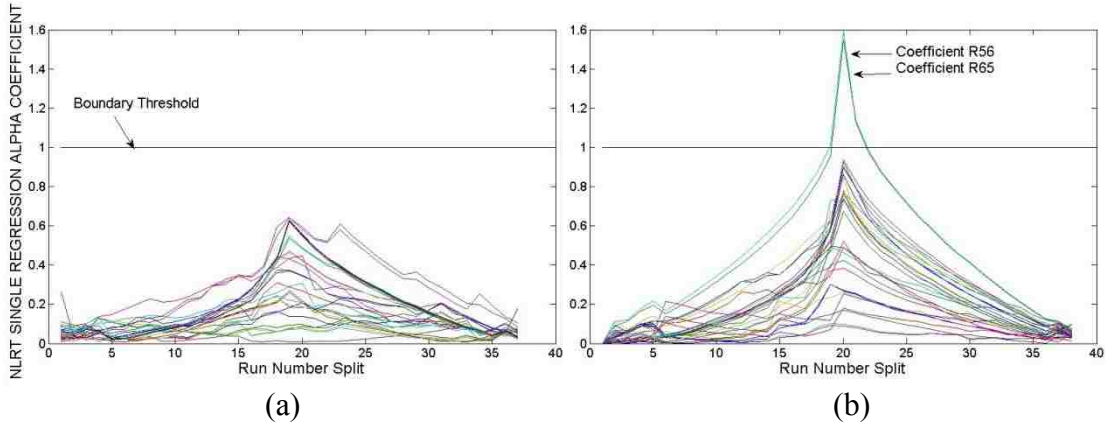 NLRT SINGLE REGRESSION ALPHA COEFFICIENT
1.6
1.4
1.2
1
0.8
0.6
0.4
0.2
0
Boundary Threshold
0 5 10 15 20 25 30 35 40
Run Number Split
(a)
1.6
1.4
1.2
1
0.8
0.6
0.4
0.2
0
Coefficient R56
Coefficient R65
0 5 10 15 20 25 30 35 40
Run Number Split
(b)